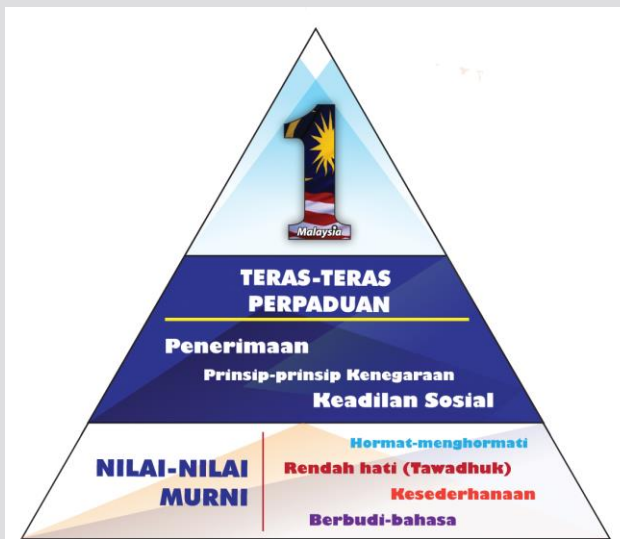 1
Malaysia
TERAS-TERAS
PERPADUAN
Penerimaan
Prinsip-prinsip Kenegaraan
Keadilan Sosial
NILAI-NILAI
MURNI
Hormat-menghormati
Rendah hati (Tawadhuk)
Kesederhanaan
Berbudi-bahasa